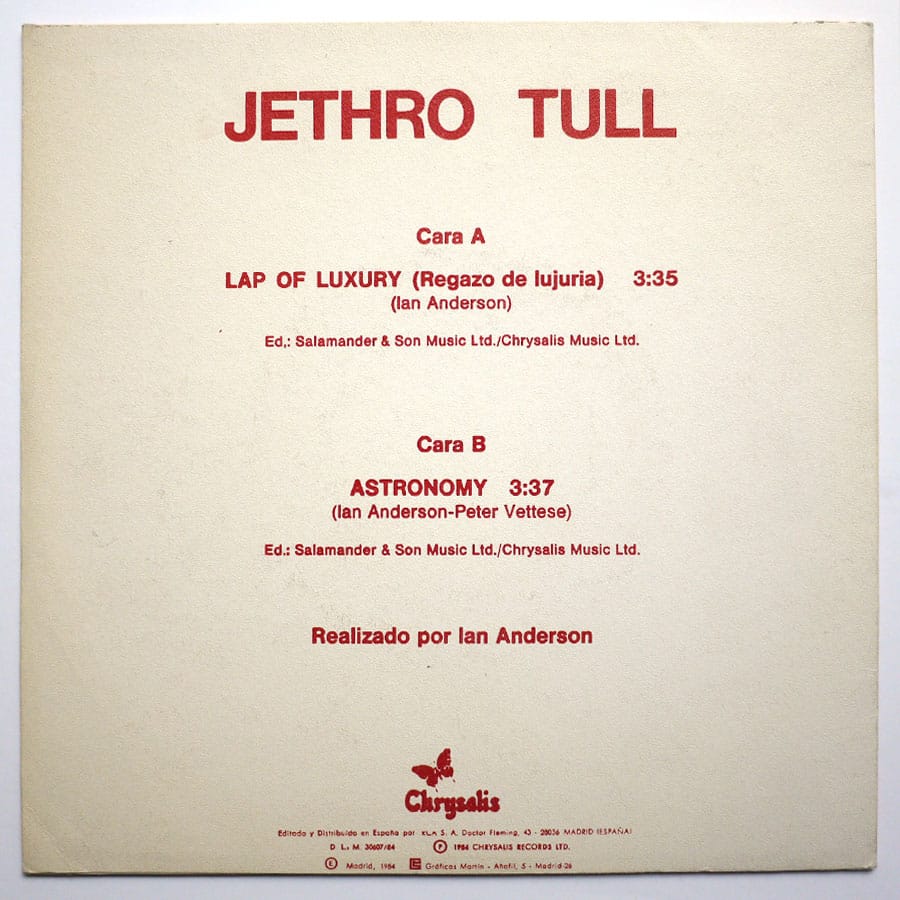 JETHRO TULL
Cara A
LAP OF LUXURY (Regazo de lujuria) 3:35
(Ian Anderson)
Ed,: Salamander & Son Music Ltd./Chrysalis Music Ltd.
Cara B
ASTRONOMY 3:37
(Ian Anderson-Peter Vettese)
Ed.: Salamander & Son Music Ltd./Chrysalis Music Ltd.
Realizado por Ian Anderson
Chrysalis
Editado y Distribuido en España por S. A. Doctor Fleming, 43 - 28036 MADRID (ESPAÑA)
D. L. M. 30607/84 Ⓟ 1984 CHRYSALIS RECORDS LTD.
Ⓔ Madrid, 1984 Gráficas Martín - Añafil, 5 - Madrid-28